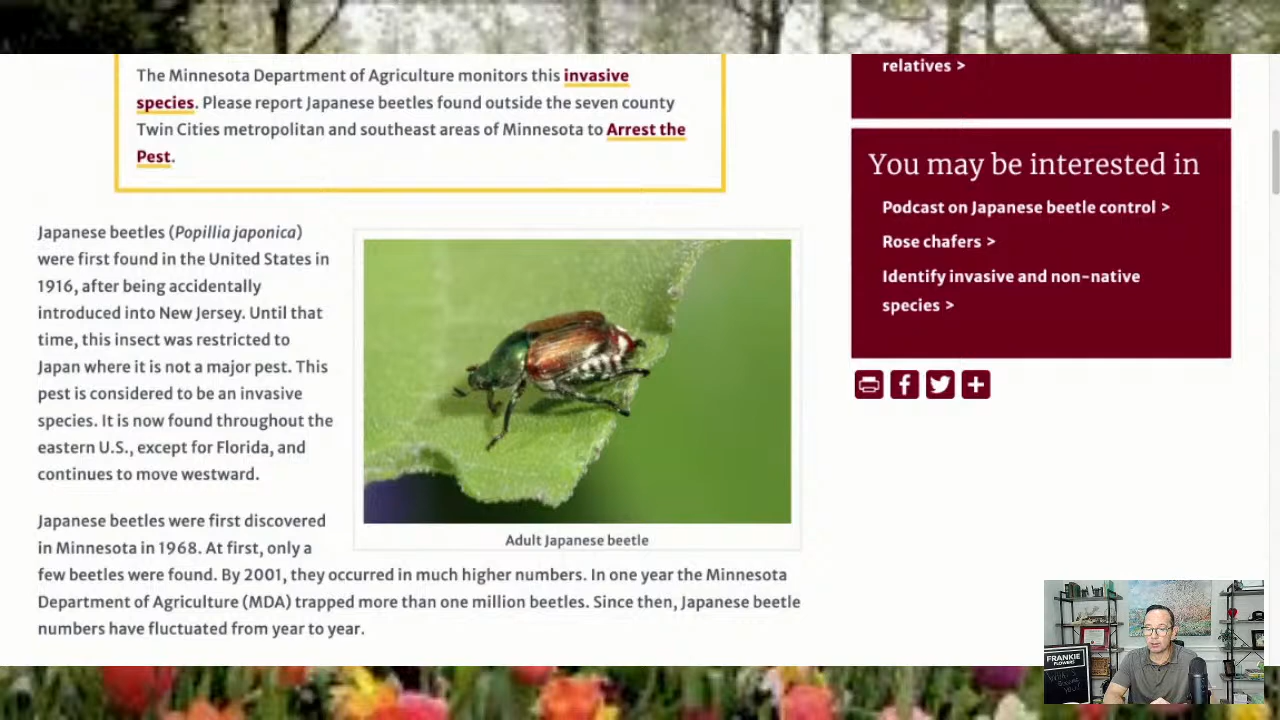 The Minnesota Department of Agriculture monitors this invasive
species. Please report Japanese beetles found outside the seven county
Twin Cities metropolitan and southeast areas of Minnesota to Arrest the
Pest.
Japanese beetles (Popillia japonica)
were first found in the United States in
1916, after being accidentally
introduced into New Jersey. Until that
time, this insect was restricted to
Japan where it is not a major pest. This
pest is considered to be an invasive
species. It is now found throughout the
eastern U.S., except for Florida, and
continues to move westward.
Adult Japanese beetle
Japanese beetles were first discovered
in Minnesota in 1968. At first, only a
few beetles were found. By 2001, they occurred in much higher numbers. In one year the Minnesota
Department of Agriculture (MDA) trapped more than one million beetles. Since then, Japanese beetle
numbers have fluctuated from year to year.
relatives >
You may be interested in
Podcast on Japanese beetle control >
Rose chafers >
Identify invasive and non-native
species >
FRANKIE
FLOWERS